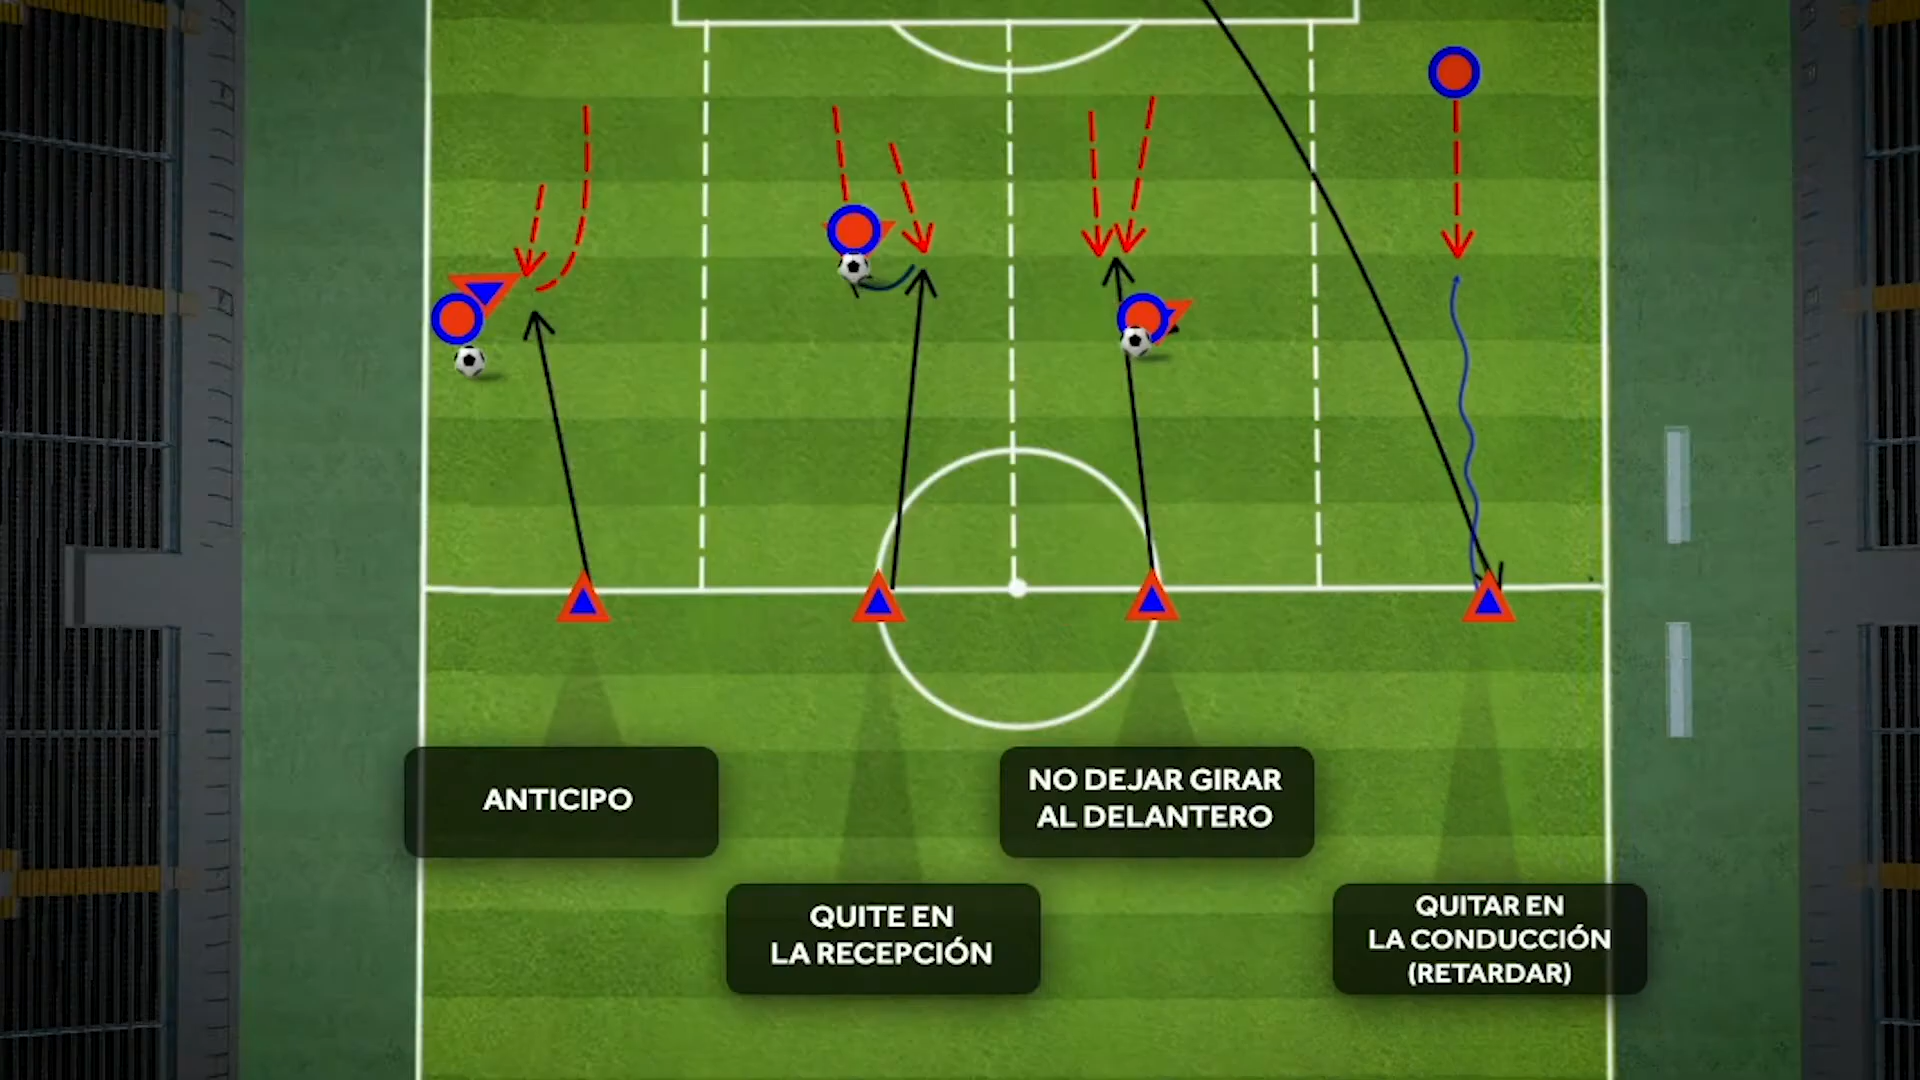 ANTICIPO
QUITE EN
LA RECEPCIÓN
NO DEJAR GIRAR
AL DELANTERO
QUITAR EN
LA CONDUCCIÓN
(RETARDAR)